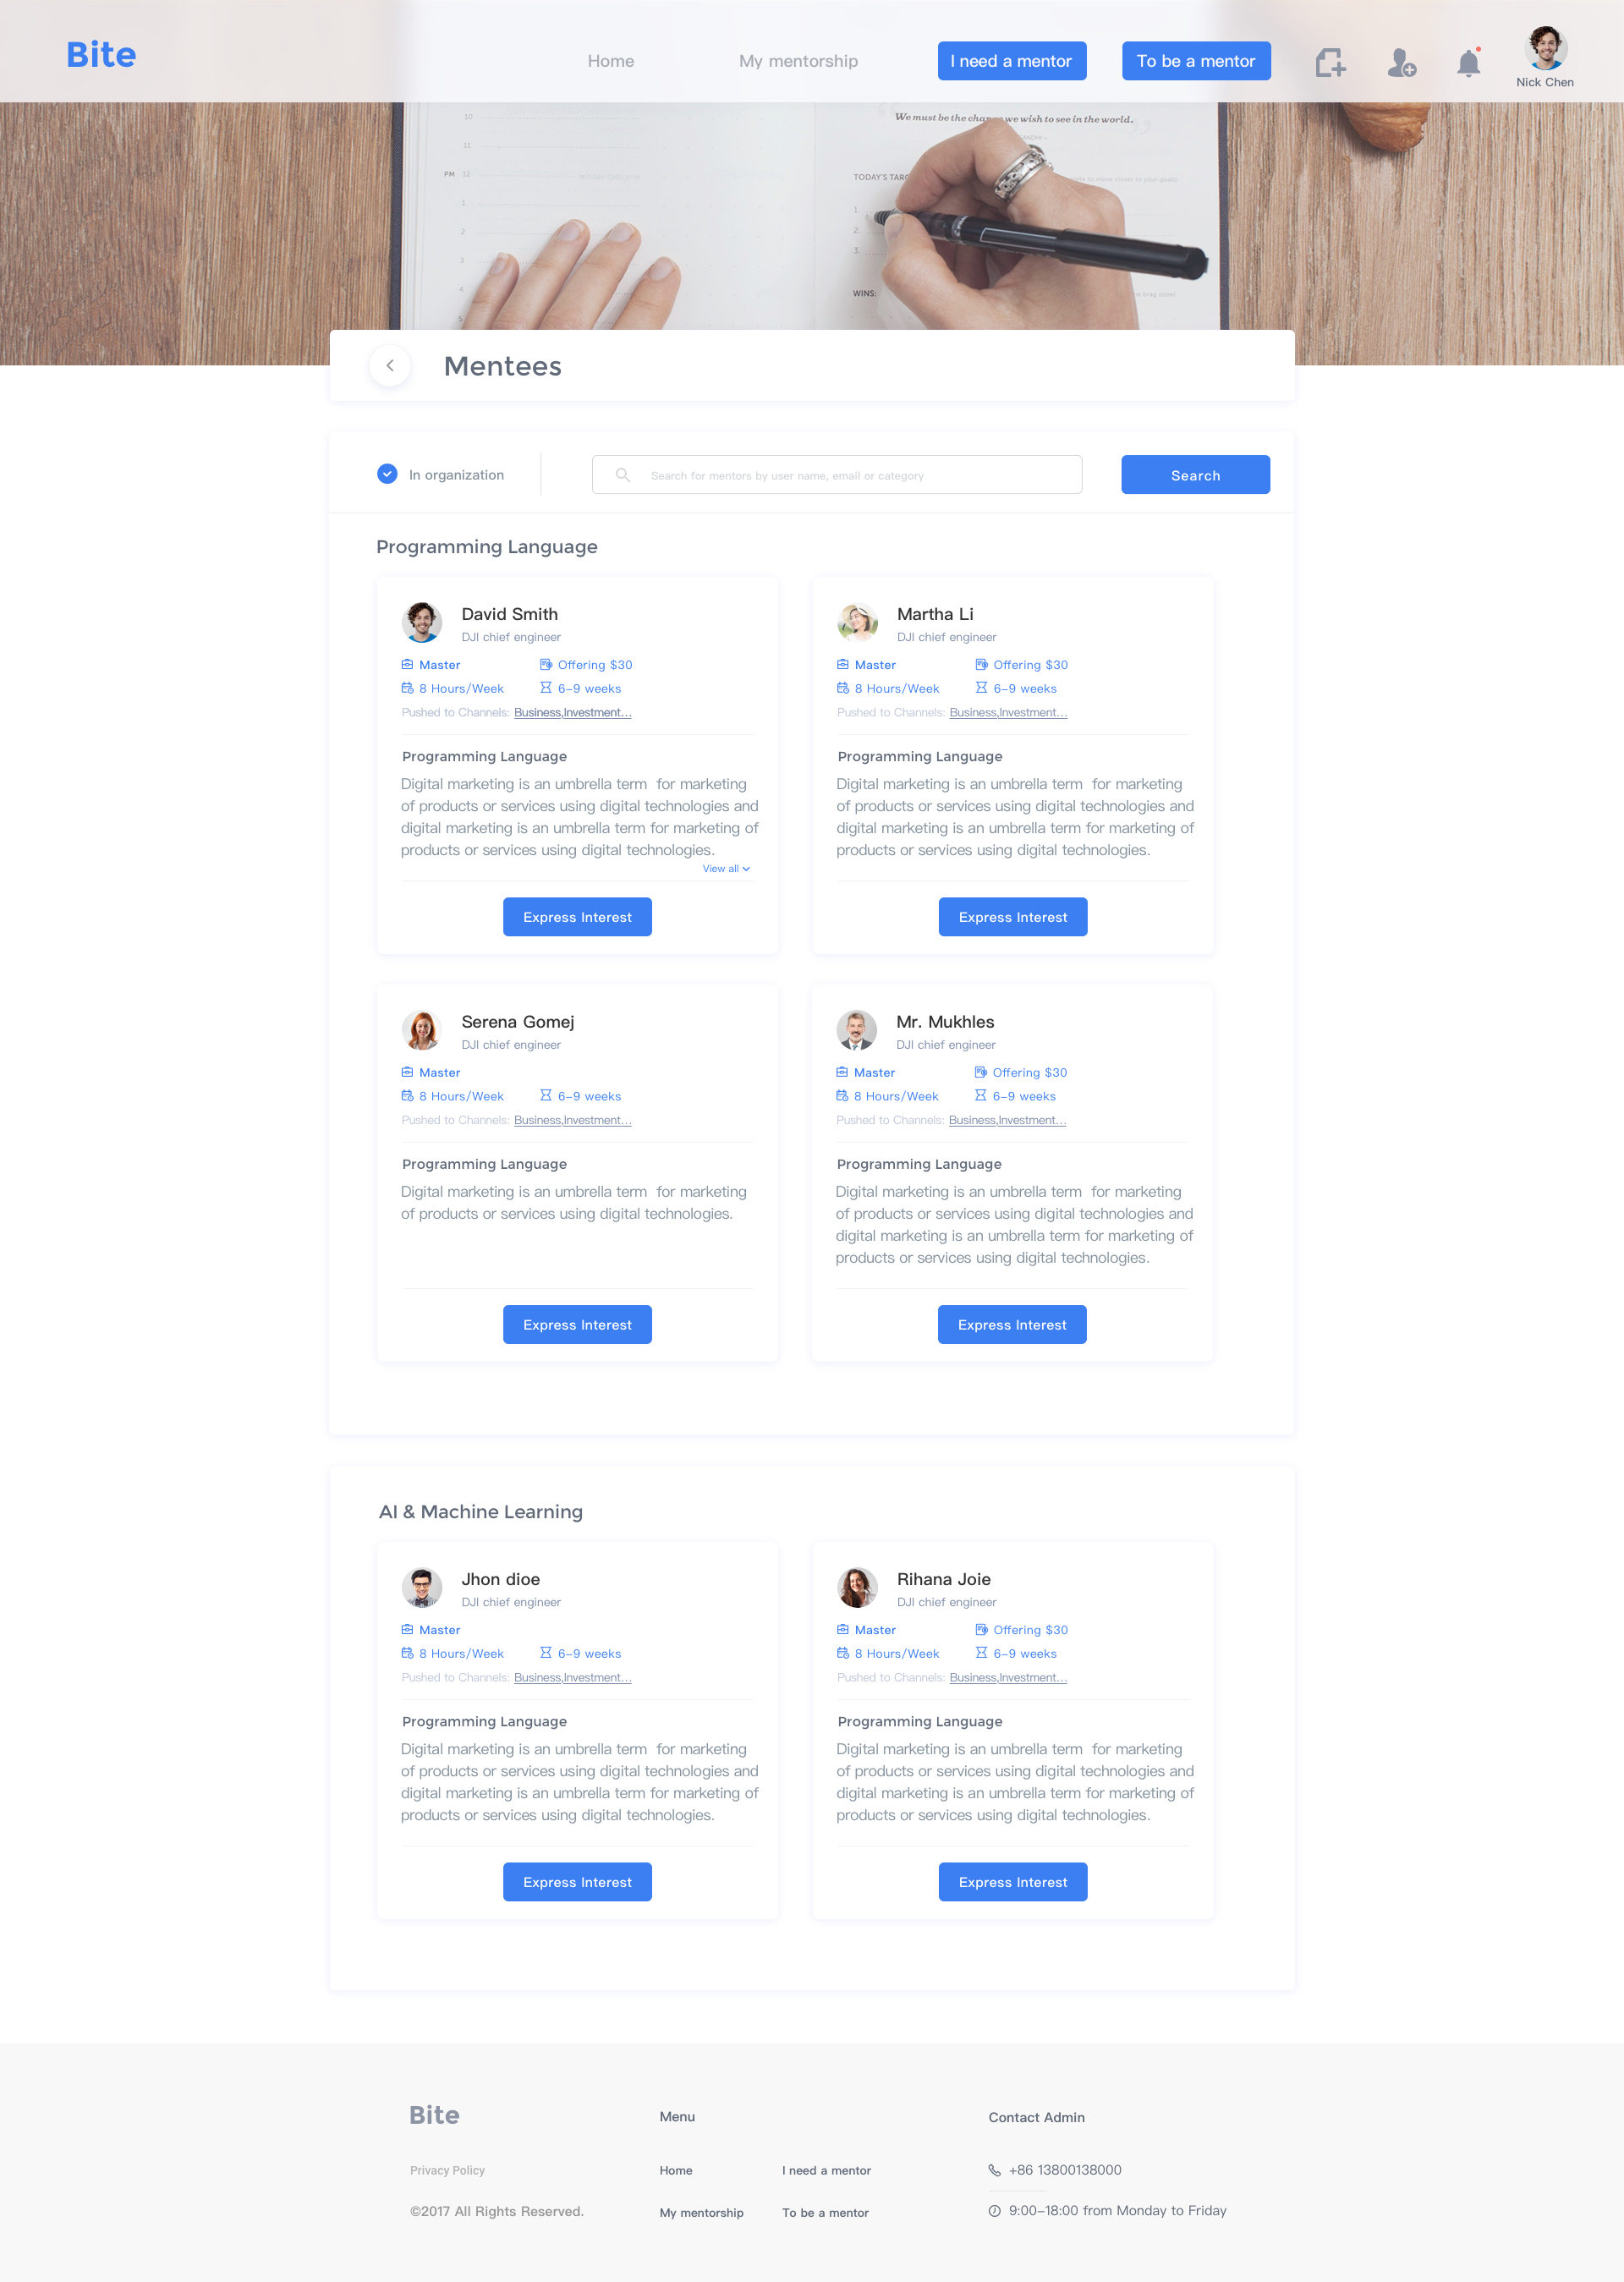 Bite
Home
My mentorship
I need a mentor
To be a mentor
Nick Chen
10
We must be the change we wish to see in the world.
11
PM 12
TODAY'S TARG
1
1.
2
2.
3
3.
4
WINS:
5
Mentees
In organization
Search for mentors by user name, email or category
Search
Programming Language
David Smith
DJI chief engineer
Master
Offering $30
8 Hours/Week
6-9 weeks
Pushed to Channels: Business,Investment...
Programming Language
Digital marketing is an umbrella term for marketing
of products or services using digital technologies and
digital marketing is an umbrella term for marketing of
products or services using digital technologies.
View all
Express Interest
Martha Li
DJI chief engineer
Master
Offering $30
8 Hours/Week
6-9 weeks
Pushed to Channels: Business,Investment...
Programming Language
Digital marketing is an umbrella term for marketing
of products or services using digital technologies and
digital marketing is an umbrella term for marketing of
products or services using digital technologies.
Express Interest
Serena Gomej
DJI chief engineer
Master
8 Hours/Week
6-9 weeks
Pushed to Channels: Business,Investment...
Programming Language
Digital marketing is an umbrella term for marketing
of products or services using digital technologies.
Express Interest
Mr. Mukhles
DJI chief engineer
Master
Offering $30
8 Hours/Week
6-9 weeks
Pushed to Channels: Business,Investment...
Programming Language
Digital marketing is an umbrella term for marketing
of products or services using digital technologies and
digital marketing is an umbrella term for marketing of
products or services using digital technologies.
Express Interest
AI & Machine Learning
Jhon dioe
DJI chief engineer
Master
8 Hours/Week
6-9 weeks
Pushed to Channels: Business,Investment...
Programming Language
Digital marketing is an umbrella term for marketing
of products or services using digital technologies and
digital marketing is an umbrella term for marketing of
products or services using digital technologies.
Express Interest
Rihana Joie
DJI chief engineer
Master
Offering $30
8 Hours/Week
6-9 weeks
Pushed to Channels: Business,Investment...
Programming Language
Digital marketing is an umbrella term for marketing
of products or services using digital technologies and
digital marketing is an umbrella term for marketing of
products or services using digital technologies.
Express Interest
Bite
Privacy Policy
©2017 All Rights Reserved.
Menu
Home
I need a mentor
My mentorship
To be a mentor
Contact Admin
+86 13800138000
9:00-18:00 from Monday to Friday